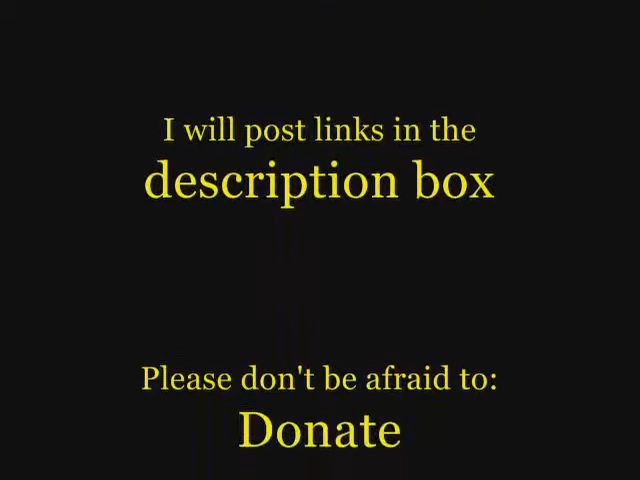 I will post links in the
description box
Please don't be afraid to:
Donate